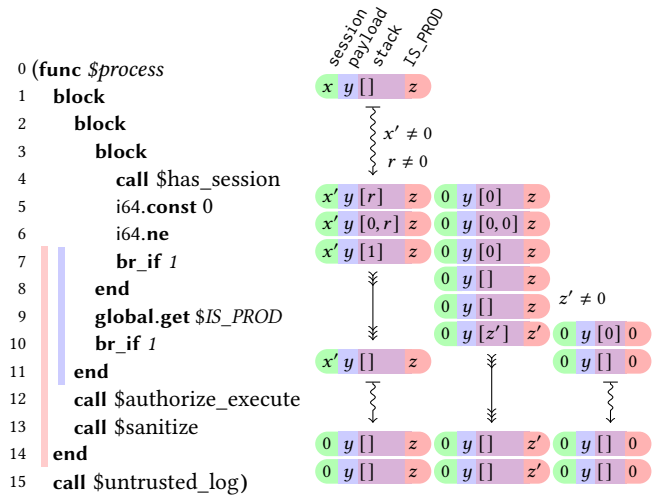 session payload stack IS_PROD
0 (func $process x y [] z
1 block
2 block x′ ≠ 0
3 block r ≠ 0
4 call $has_session x′ y [r] z 0 y [0] z
5 i64.const 0 x′ y [0, r] z 0 y [0,0] z
6 i64.ne x′ y [1] z 0 y [0] z
7 br_if 1 0 y [] z
8 end 0 y [] z z′ ≠ 0
9 global.get $IS_PROD 0 y [z′] z′ 0 y [0] 0
10 br_if 1 x′ y [] z 0 y [] 0
11 end
12 call $authorize_execute
13 call $sanitize
14 end 0 y [] z 0 y [] z′ 0 y [] 0
15 call $untrusted_log) 0 y [] z 0 y [] z′ 0 y [] 0